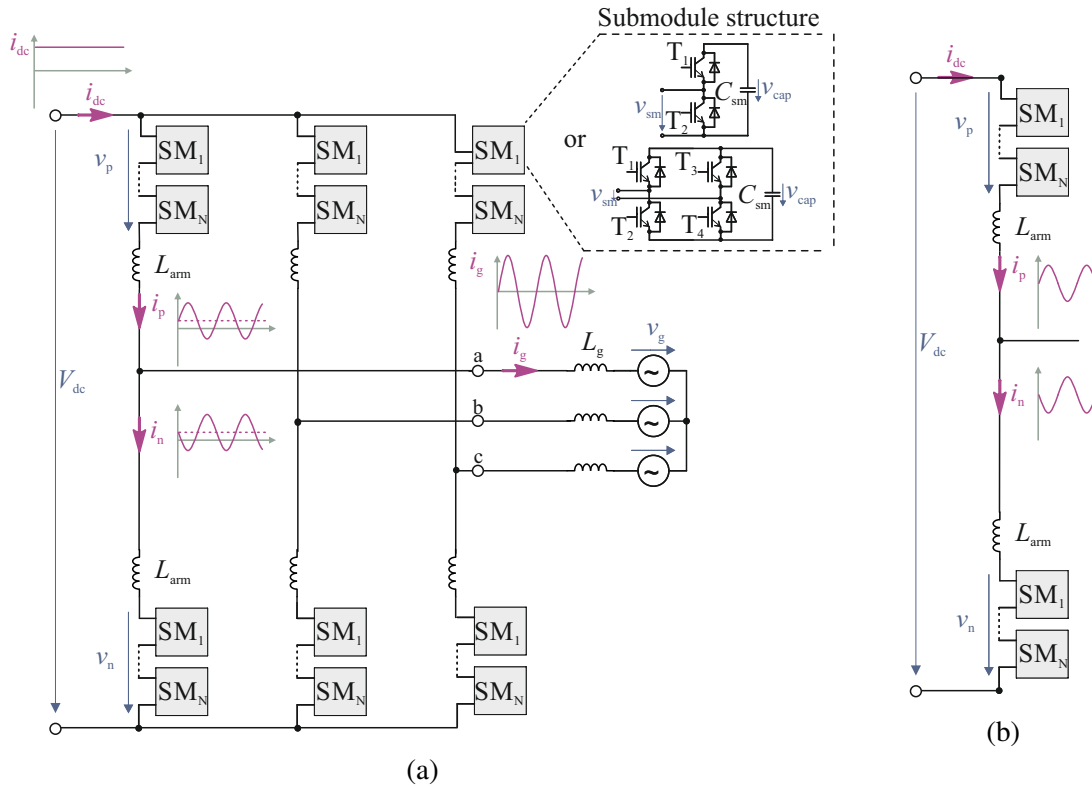 Submodule structure
i_dc
i_dc
v_p
SM_1
SM_N
SM_1
SM_N
SM_1
SM_N
or
T_1
T_2
C_sm
v_cap
v_sm
T_1
T_3
T_2
T_4
C_sm
v_cap
v_sm
L_arm
i_p
i_g
V_dc
a
i_g
L_g
v_g
~
b
~
c
~
i_n
L_arm
v_n
SM_1
SM_N
SM_1
SM_N
SM_1
SM_N
(a)
i_dc
v_p
SM_1
SM_N
L_arm
i_p
V_dc
i_n
L_arm
v_n
SM_1
SM_N
(b)